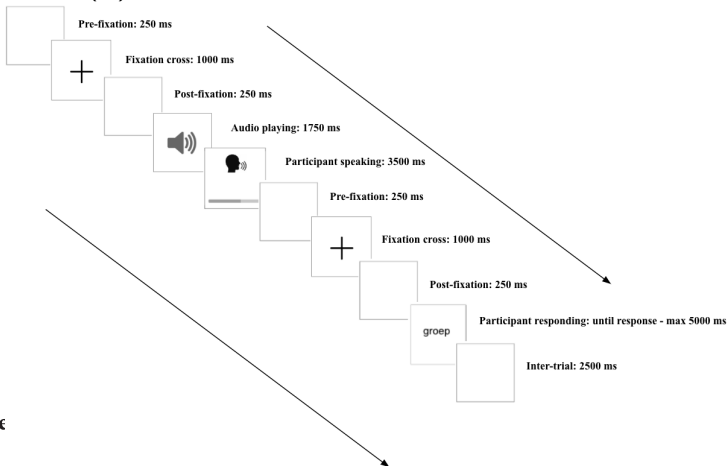 Pre-fixation: 250 ms
Fixation cross: 1000 ms
Post-fixation: 250 ms
Audio playing: 1750 ms
Participant speaking: 3500 ms
Pre-fixation: 250 ms
Fixation cross: 1000 ms
Post-fixation: 250 ms
Participant responding: until response - max 5000 ms
groep
Inter-trial: 2500 ms